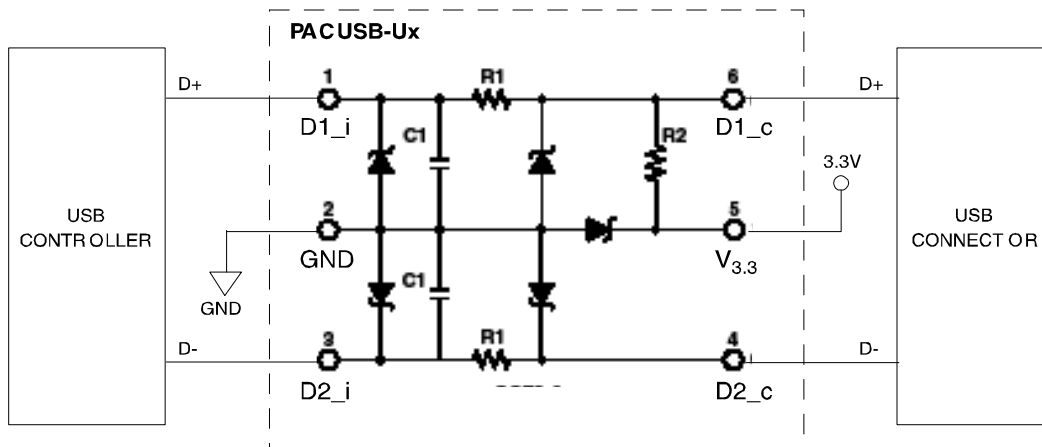 PACUSB-Ux
D+
1
R1
6
D+
D1_i
C1
D1_c
R2
3.3V
USB
CONTROLLER
2
5
USB
CONNECTOR
GND
V3.3
GND
C1
D-
3
R1
4
D-
D2_i
D2_c